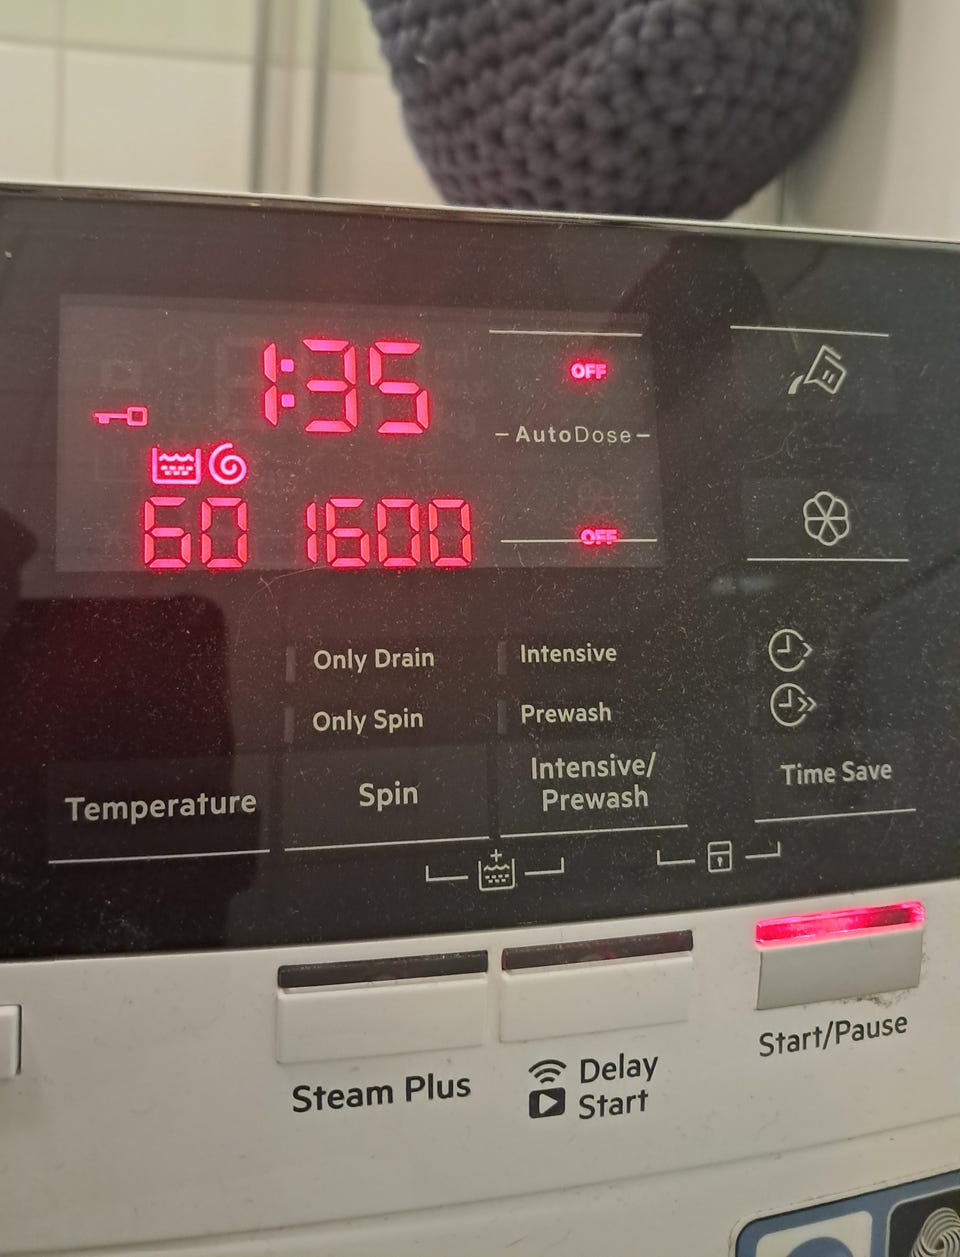 1:35
OFF
—AutoDose—
60 1600
OFF
Only Drain
Intensive
Only Spin
Prewash
Temperature
Spin
Intensive/
Prewash
Time Save
Steam Plus
Delay
Start
Start/Pause